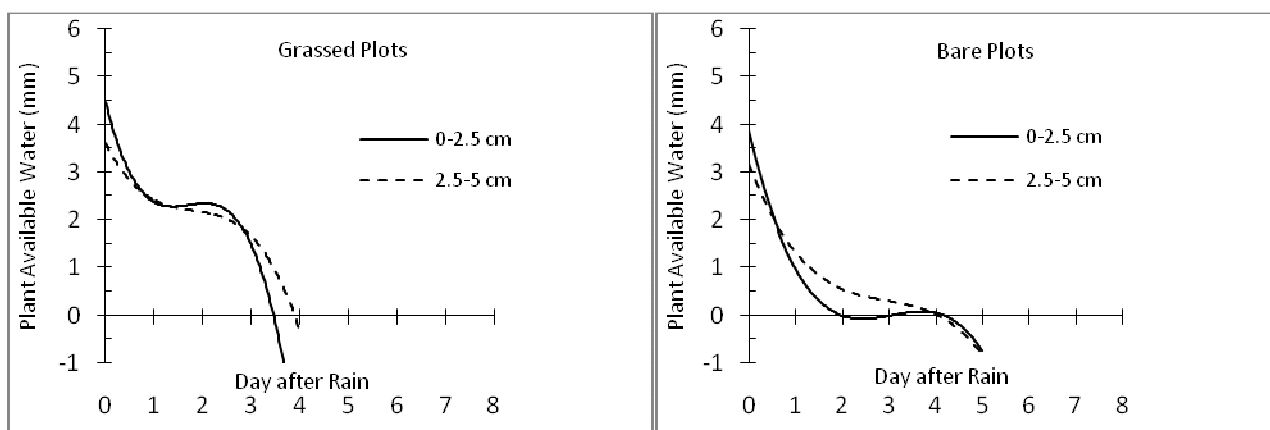 Grassed Plots
Plant Available Water (mm)
6
5
4
3
2
1
0
-1
0-2.5 cm
2.5-5 cm
Day after Rain
0 1 2 3 4 5 6 7 8
Bare Plots
Plant Available Water (mm)
6
5
4
3
2
1
0
-1
0-2.5 cm
2.5-5 cm
Day after Rain
0 1 2 3 4 5 6 7 8